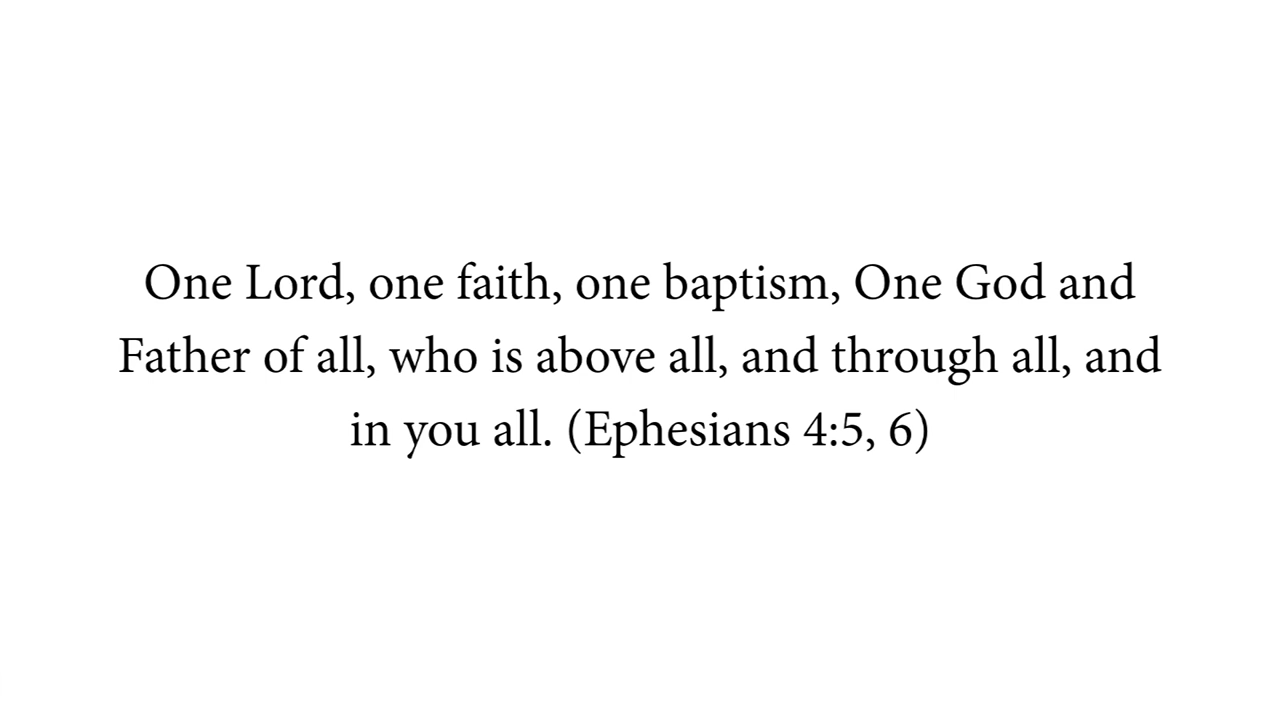 One Lord, one faith, one baptism, One God and
Father of all, who is above all, and through all, and
in you all. (Ephesians 4:5, 6)